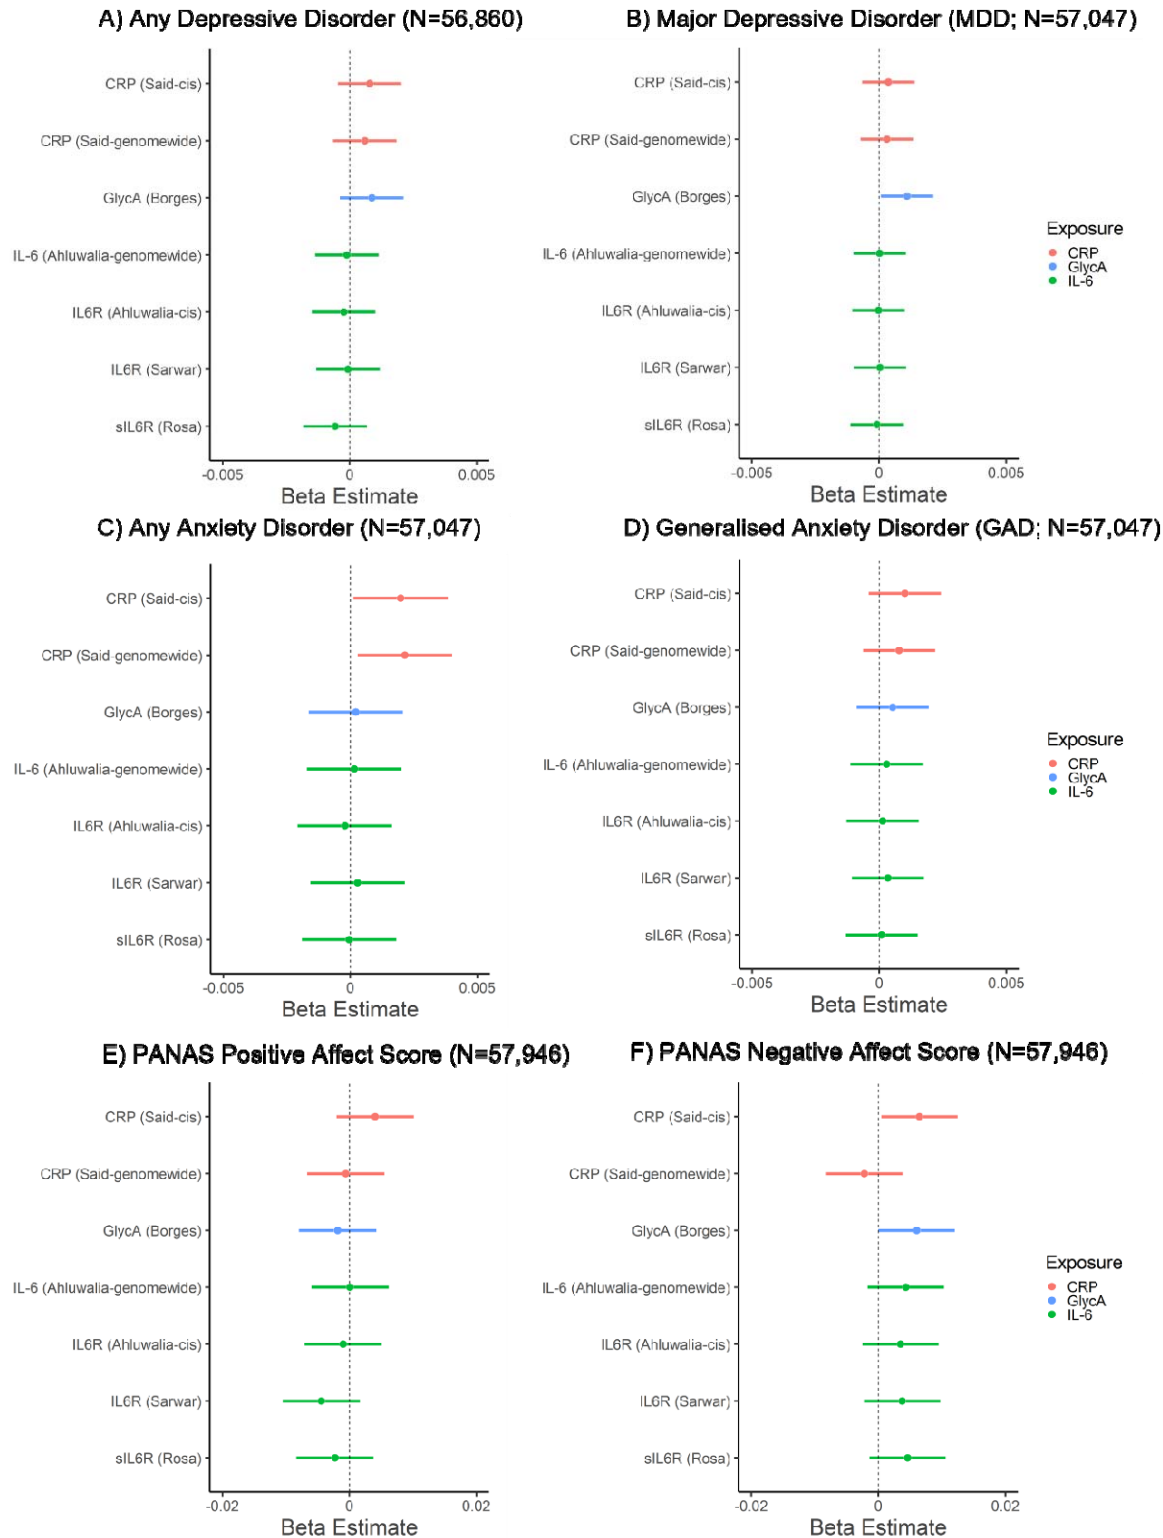 A) Any Depressive Disorder (N=56,860)
CRP (Said-cis)
CRP (Said-genomewide)
GlycA (Borges)
IL-6 (Ahluwalia-genomewide)
IL6R (Ahluwalia-cis)
IL6R (Sarwar)
sIL6R (Rosa)
-0.005 0 0.005
Beta Estimate
B) Major Depressive Disorder (MDD; N=57,047)
CRP (Said-cis)
CRP (Said-genomewide)
GlycA (Borges)
IL-6 (Ahluwalia-genomewide)
IL6R (Ahluwalia-cis)
IL6R (Sarwar)
sIL6R (Rosa)
-0.005 0 0.005
Beta Estimate
Exposure
CRP
GlycA
IL-6
C) Any Anxiety Disorder (N=57,047)
CRP (Said-cis)
CRP (Said-genomewide)
GlycA (Borges)
IL-6 (Ahluwalia-genomewide)
IL6R (Ahluwalia-cis)
IL6R (Sarwar)
sIL6R (Rosa)
-0.005 0 0.005
Beta Estimate
D) Generalised Anxiety Disorder (GAD; N=57,047)
CRP (Said-cis)
CRP (Said-genomewide)
GlycA (Borges)
IL-6 (Ahluwalia-genomewide)
IL6R (Ahluwalia-cis)
IL6R (Sarwar)
sIL6R (Rosa)
-0.005 0 0.005
Beta Estimate
Exposure
CRP
GlycA
IL-6
E) PANAS Positive Affect Score (N=57,946)
CRP (Said-cis)
CRP (Said-genomewide)
GlycA (Borges)
IL-6 (Ahluwalia-genomewide)
IL6R (Ahluwalia-cis)
IL6R (Sarwar)
sIL6R (Rosa)
-0.02 0 0.02
Beta Estimate
F) PANAS Negative Affect Score (N=57,946)
CRP (Said-cis)
CRP (Said-genomewide)
GlycA (Borges)
IL-6 (Ahluwalia-genomewide)
IL6R (Ahluwalia-cis)
IL6R (Sarwar)
sIL6R (Rosa)
-0.02 0 0.02
Beta Estimate
Exposure
CRP
GlycA
IL-6